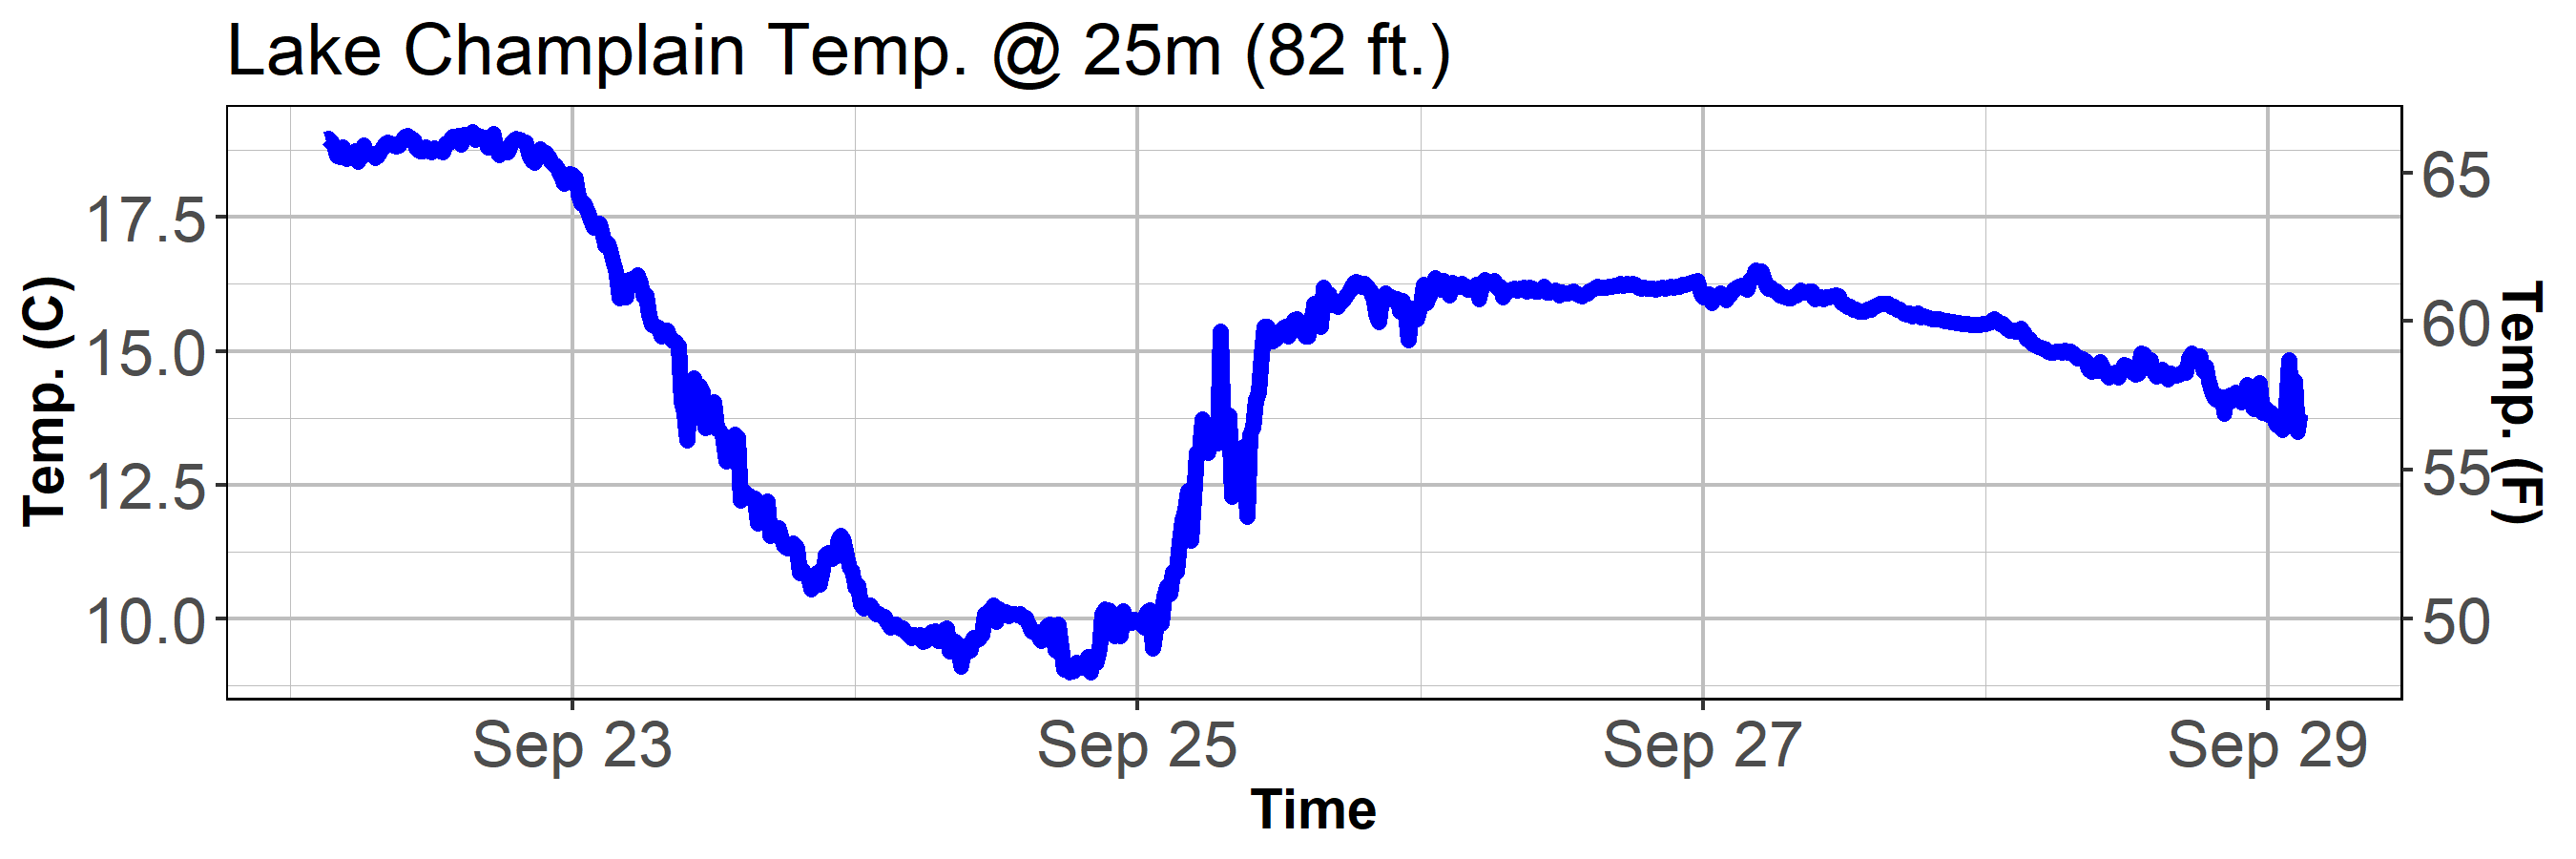 Lake Champlain Temp. @ 25m (82 ft.)
Temp. (C)
17.5
15.0
12.5
10.0
65
60
55
50
Temp. (F)
Sep 23
Sep 25
Sep 27
Sep 29
Time